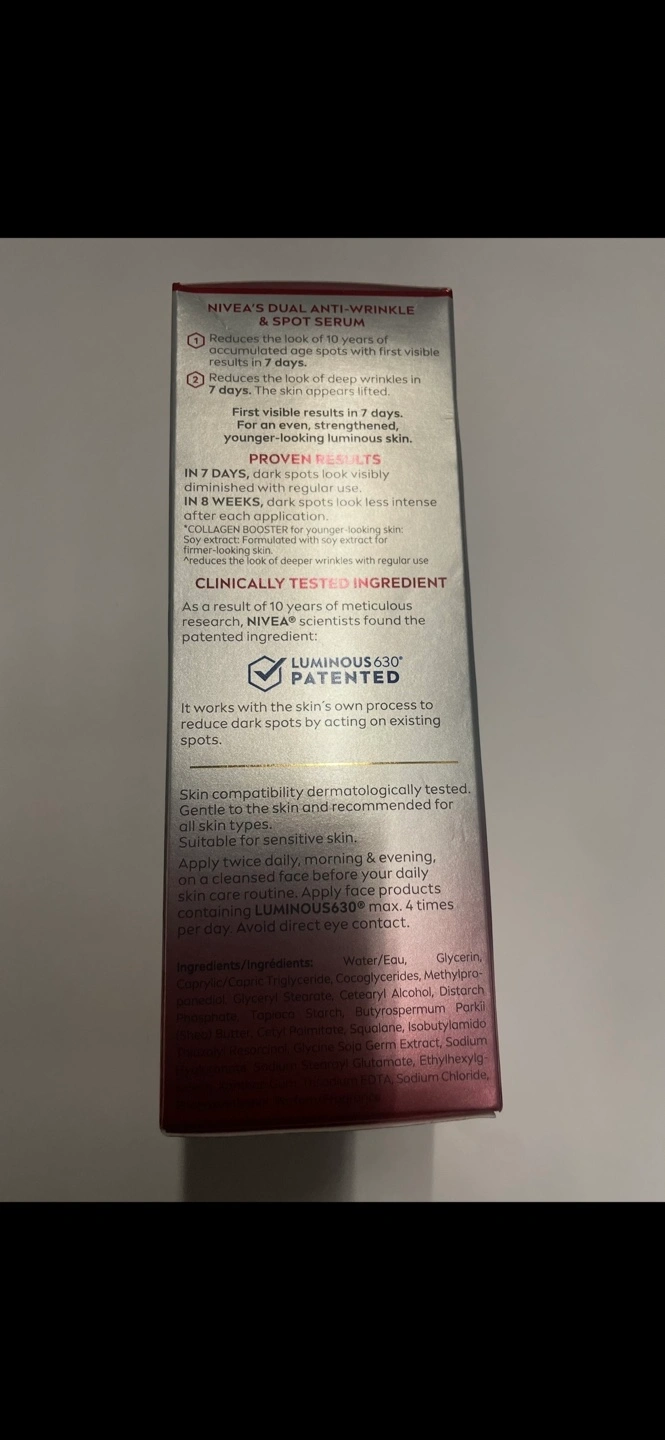 NIVEA'S DUAL ANTI-WRINKLE
& SPOT SERUM
1 Reduces the look of 10 years of
accumulated age spots with first visible
results in 7 days.
2 Reduces the look of deep wrinkles in
7 days. The skin appears lifted.
First visible results in 7 days.
For an even, strengthened,
younger-looking luminous skin.
PROVEN RESULTS
IN 7 DAYS, dark spots look visibly
diminished with regular use.
IN 8 WEEKS, dark spots look less intense
after each application.
*COLLAGEN BOOSTER for younger-looking skin:
Soy extract: Formulated with soy extract for
firmer-looking skin.
^reduces the look of deeper wrinkles with regular use
CLINICALLY TESTED INGREDIENT
As a result of 10 years of meticulous
research, NIVEA® scientists found the
patented ingredient:
LUMINOUS630®
PATENTED
It works with the skin's own process to
reduce dark spots by acting on existing
spots.
Skin compatibility dermatologically tested.
Gentle to the skin and recommended for
all skin types.
Suitable for sensitive skin.
Apply twice daily, morning & evening,
on a cleansed face before your daily
skin care routine. Apply face products
containing LUMINOUS630® max. 4 times
per day. Avoid direct eye contact.
Ingredients/Ingrédients: Water/Eau, Glycerin,
Caprylic/Capric Triglyceride, Cocoglycerides, Methylpro-
panediol, Glyceryl Stearate, Cetearyl Alcohol, Distarch
Phosphate, Tapioca Starch, Butyrospermum Parkii
(Shea) Butter, Cetyl Palmitate, Squalane, Isobutylamido
Resorcinol, Glycine Soja Germ Extract, Sodium
Sodium Stearoyl Glutamate, Ethylhexylg-
EDTA, Sodium Chloride,